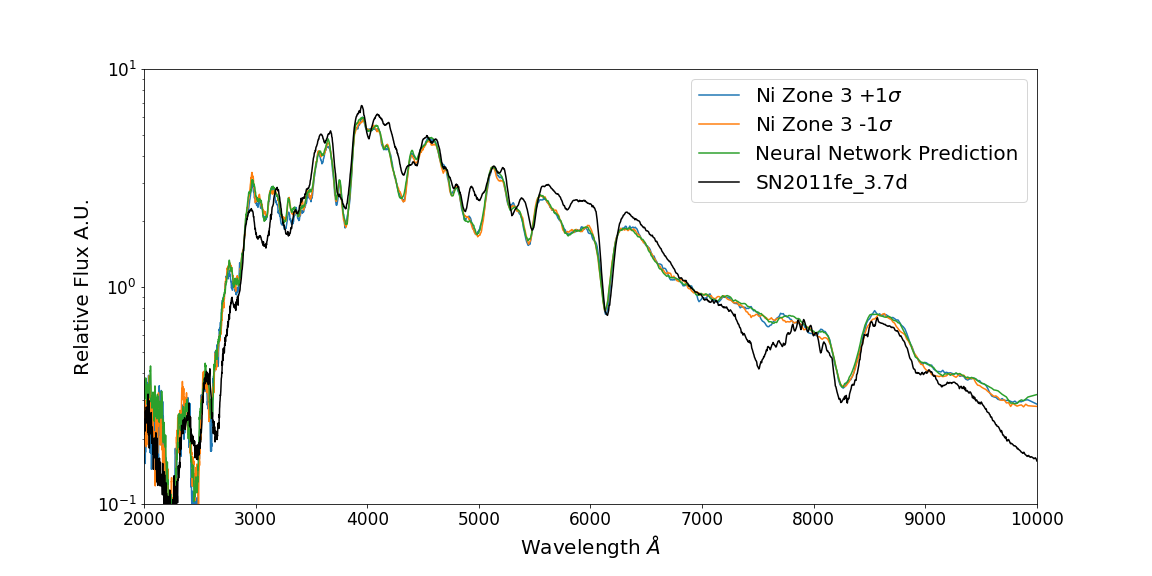 10¹
10⁰
10⁻¹
Relative Flux A.U.
Ni Zone 3 +1σ
Ni Zone 3 -1σ
Neural Network Prediction
SN2011fe_3.7d
2000 3000 4000 5000 6000 7000 8000 9000 10000
Wavelength Å